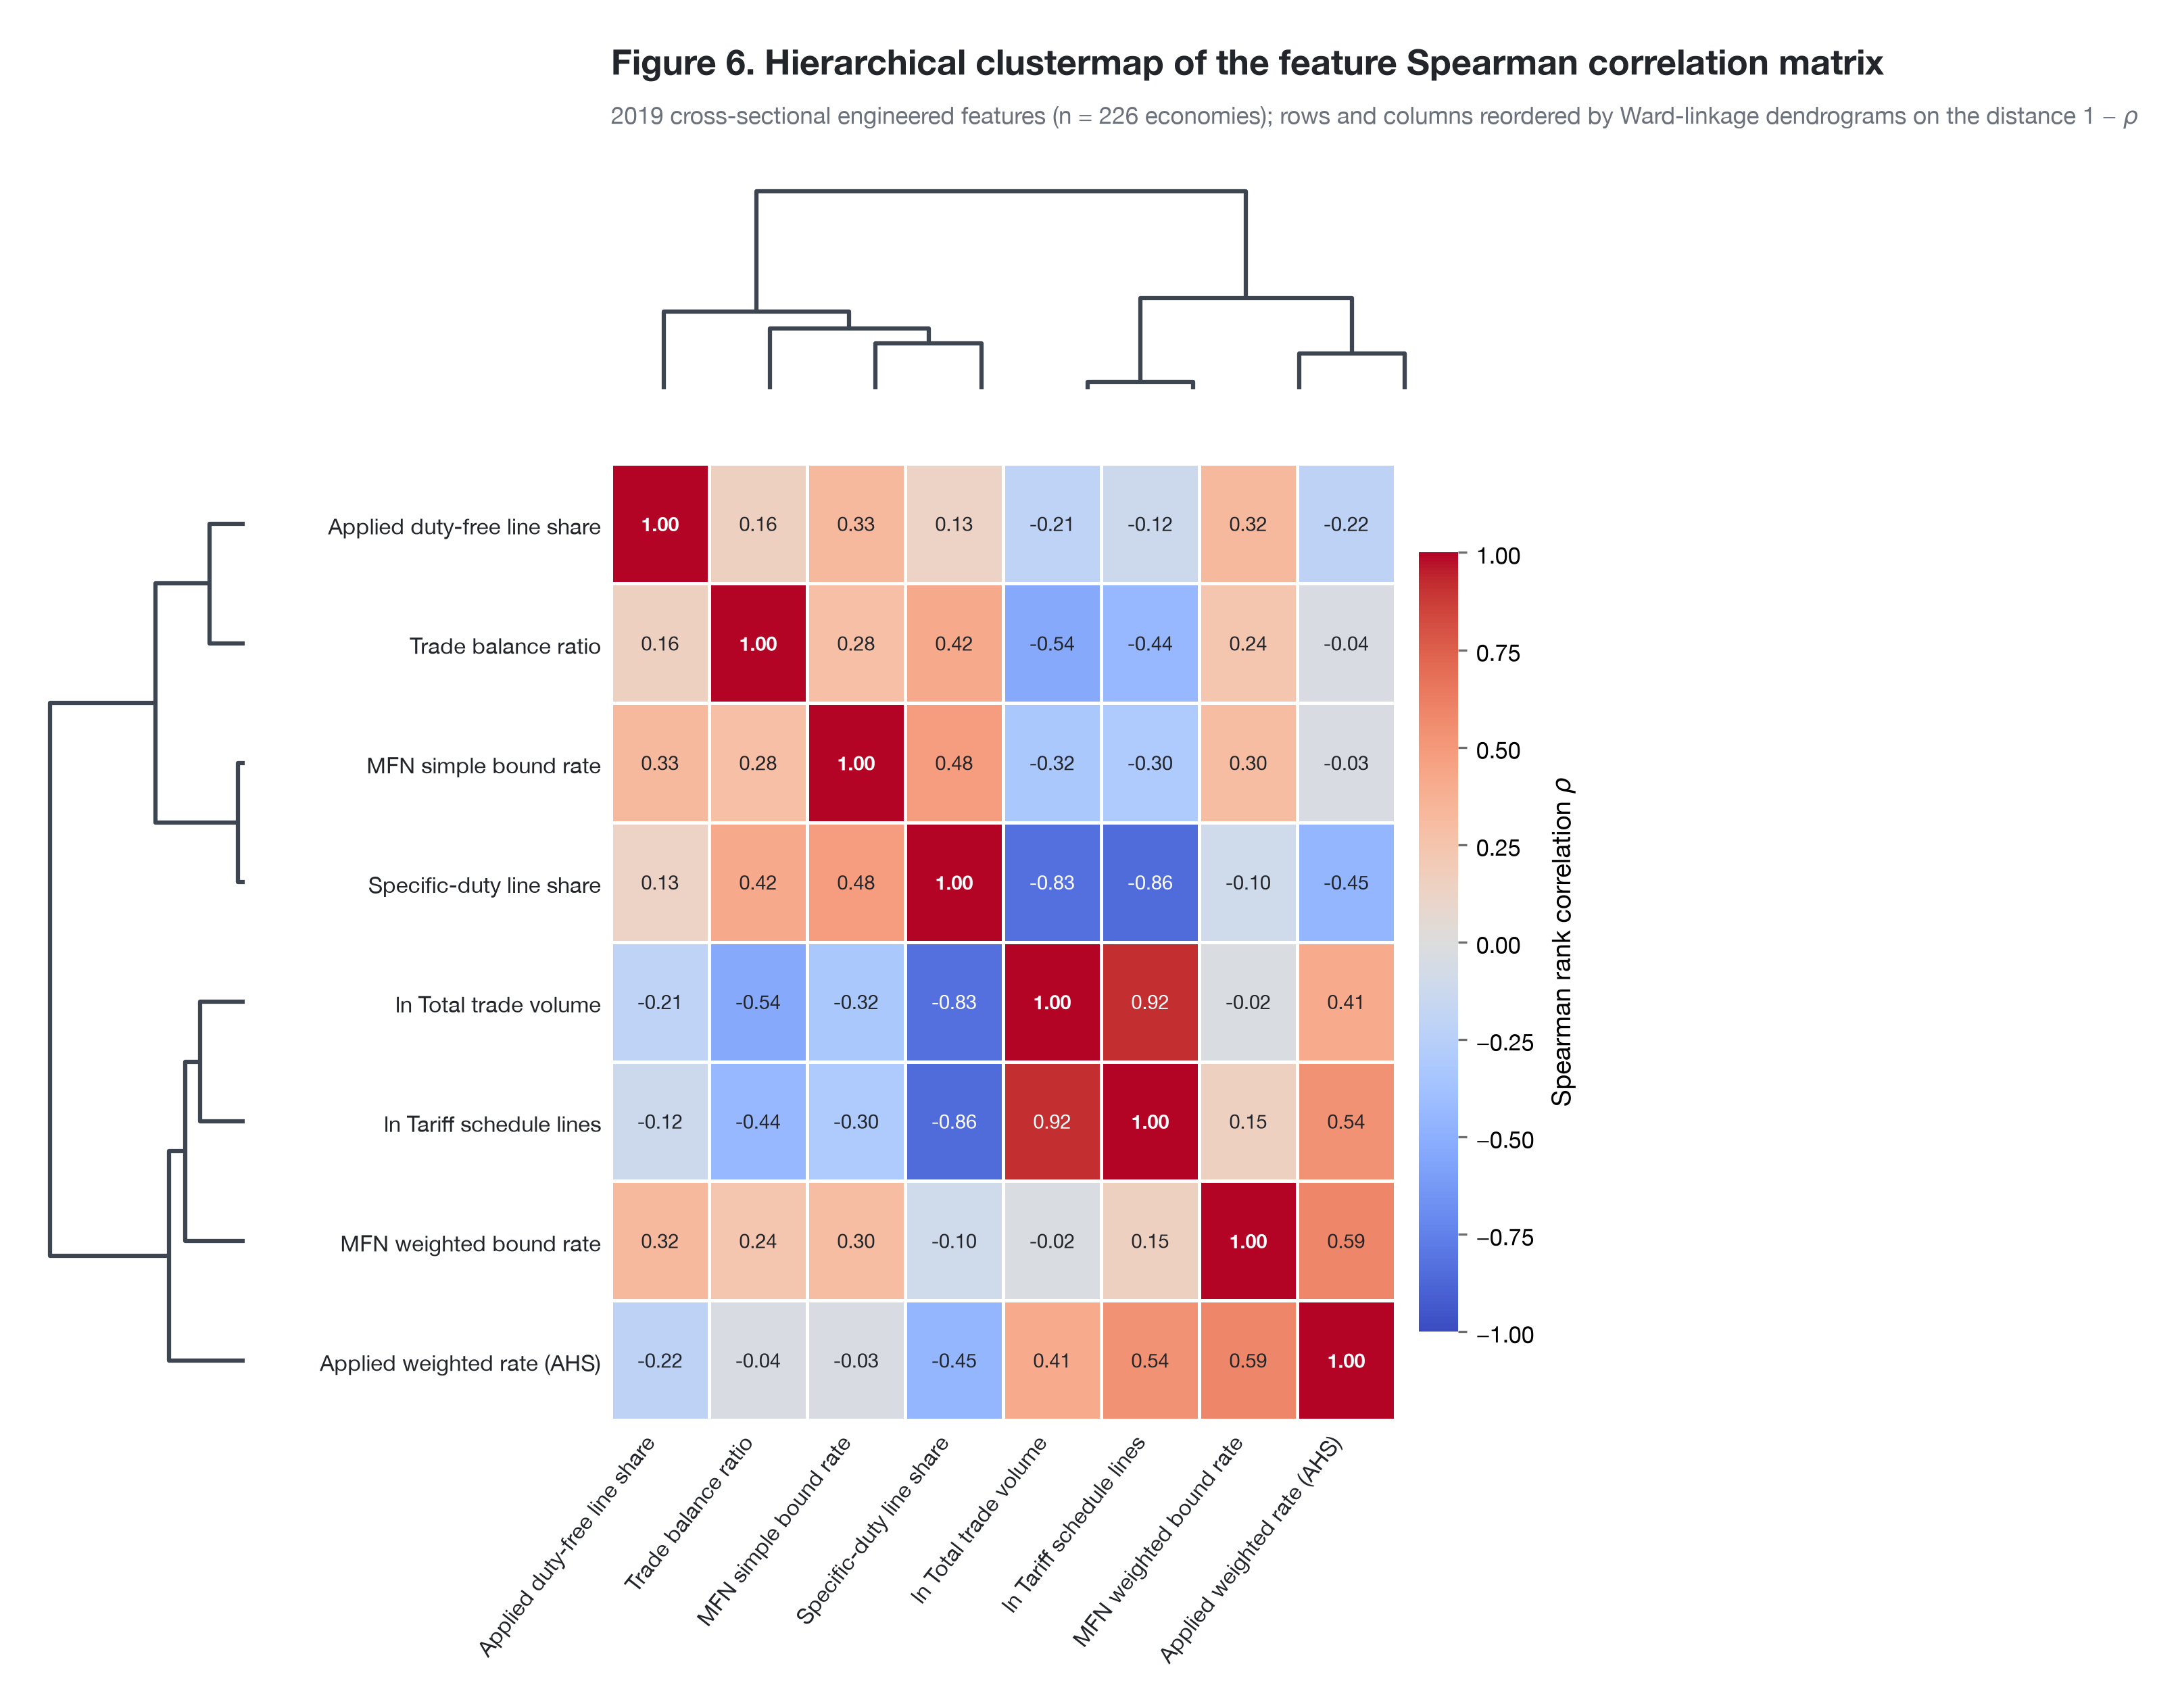 Figure 6. Hierarchical clustermap of the feature Spearman correlation matrix
2019 cross-sectional engineered features (n = 226 economies); rows and columns reordered by Ward-linkage dendrograms on the distance 1 − ρ
Applied duty-free line share 1.00 0.16 0.33 0.13 -0.21 -0.12 0.32 -0.22
Trade balance ratio 0.16 1.00 0.28 0.42 -0.54 -0.44 0.24 -0.04
MFN simple bound rate 0.33 0.28 1.00 0.48 -0.32 -0.30 0.30 -0.03
Specific-duty line share 0.13 0.42 0.48 1.00 -0.83 -0.86 -0.10 -0.45
ln Total trade volume -0.21 -0.54 -0.32 -0.83 1.00 0.92 -0.02 0.41
ln Tariff schedule lines -0.12 -0.44 -0.30 -0.86 0.92 1.00 0.15 0.54
MFN weighted bound rate 0.32 0.24 0.30 -0.10 -0.02 0.15 1.00 0.59
Applied weighted rate (AHS) -0.22 -0.04 -0.03 -0.45 0.41 0.54 0.59 1.00
Applied duty-free line share
Trade balance ratio
MFN simple bound rate
Specific-duty line share
ln Total trade volume
ln Tariff schedule lines
MFN weighted bound rate
Applied weighted rate (AHS)
1.00
0.75
0.50
0.25
0.00
−0.25
−0.50
−0.75
−1.00
Spearman rank correlation ρ